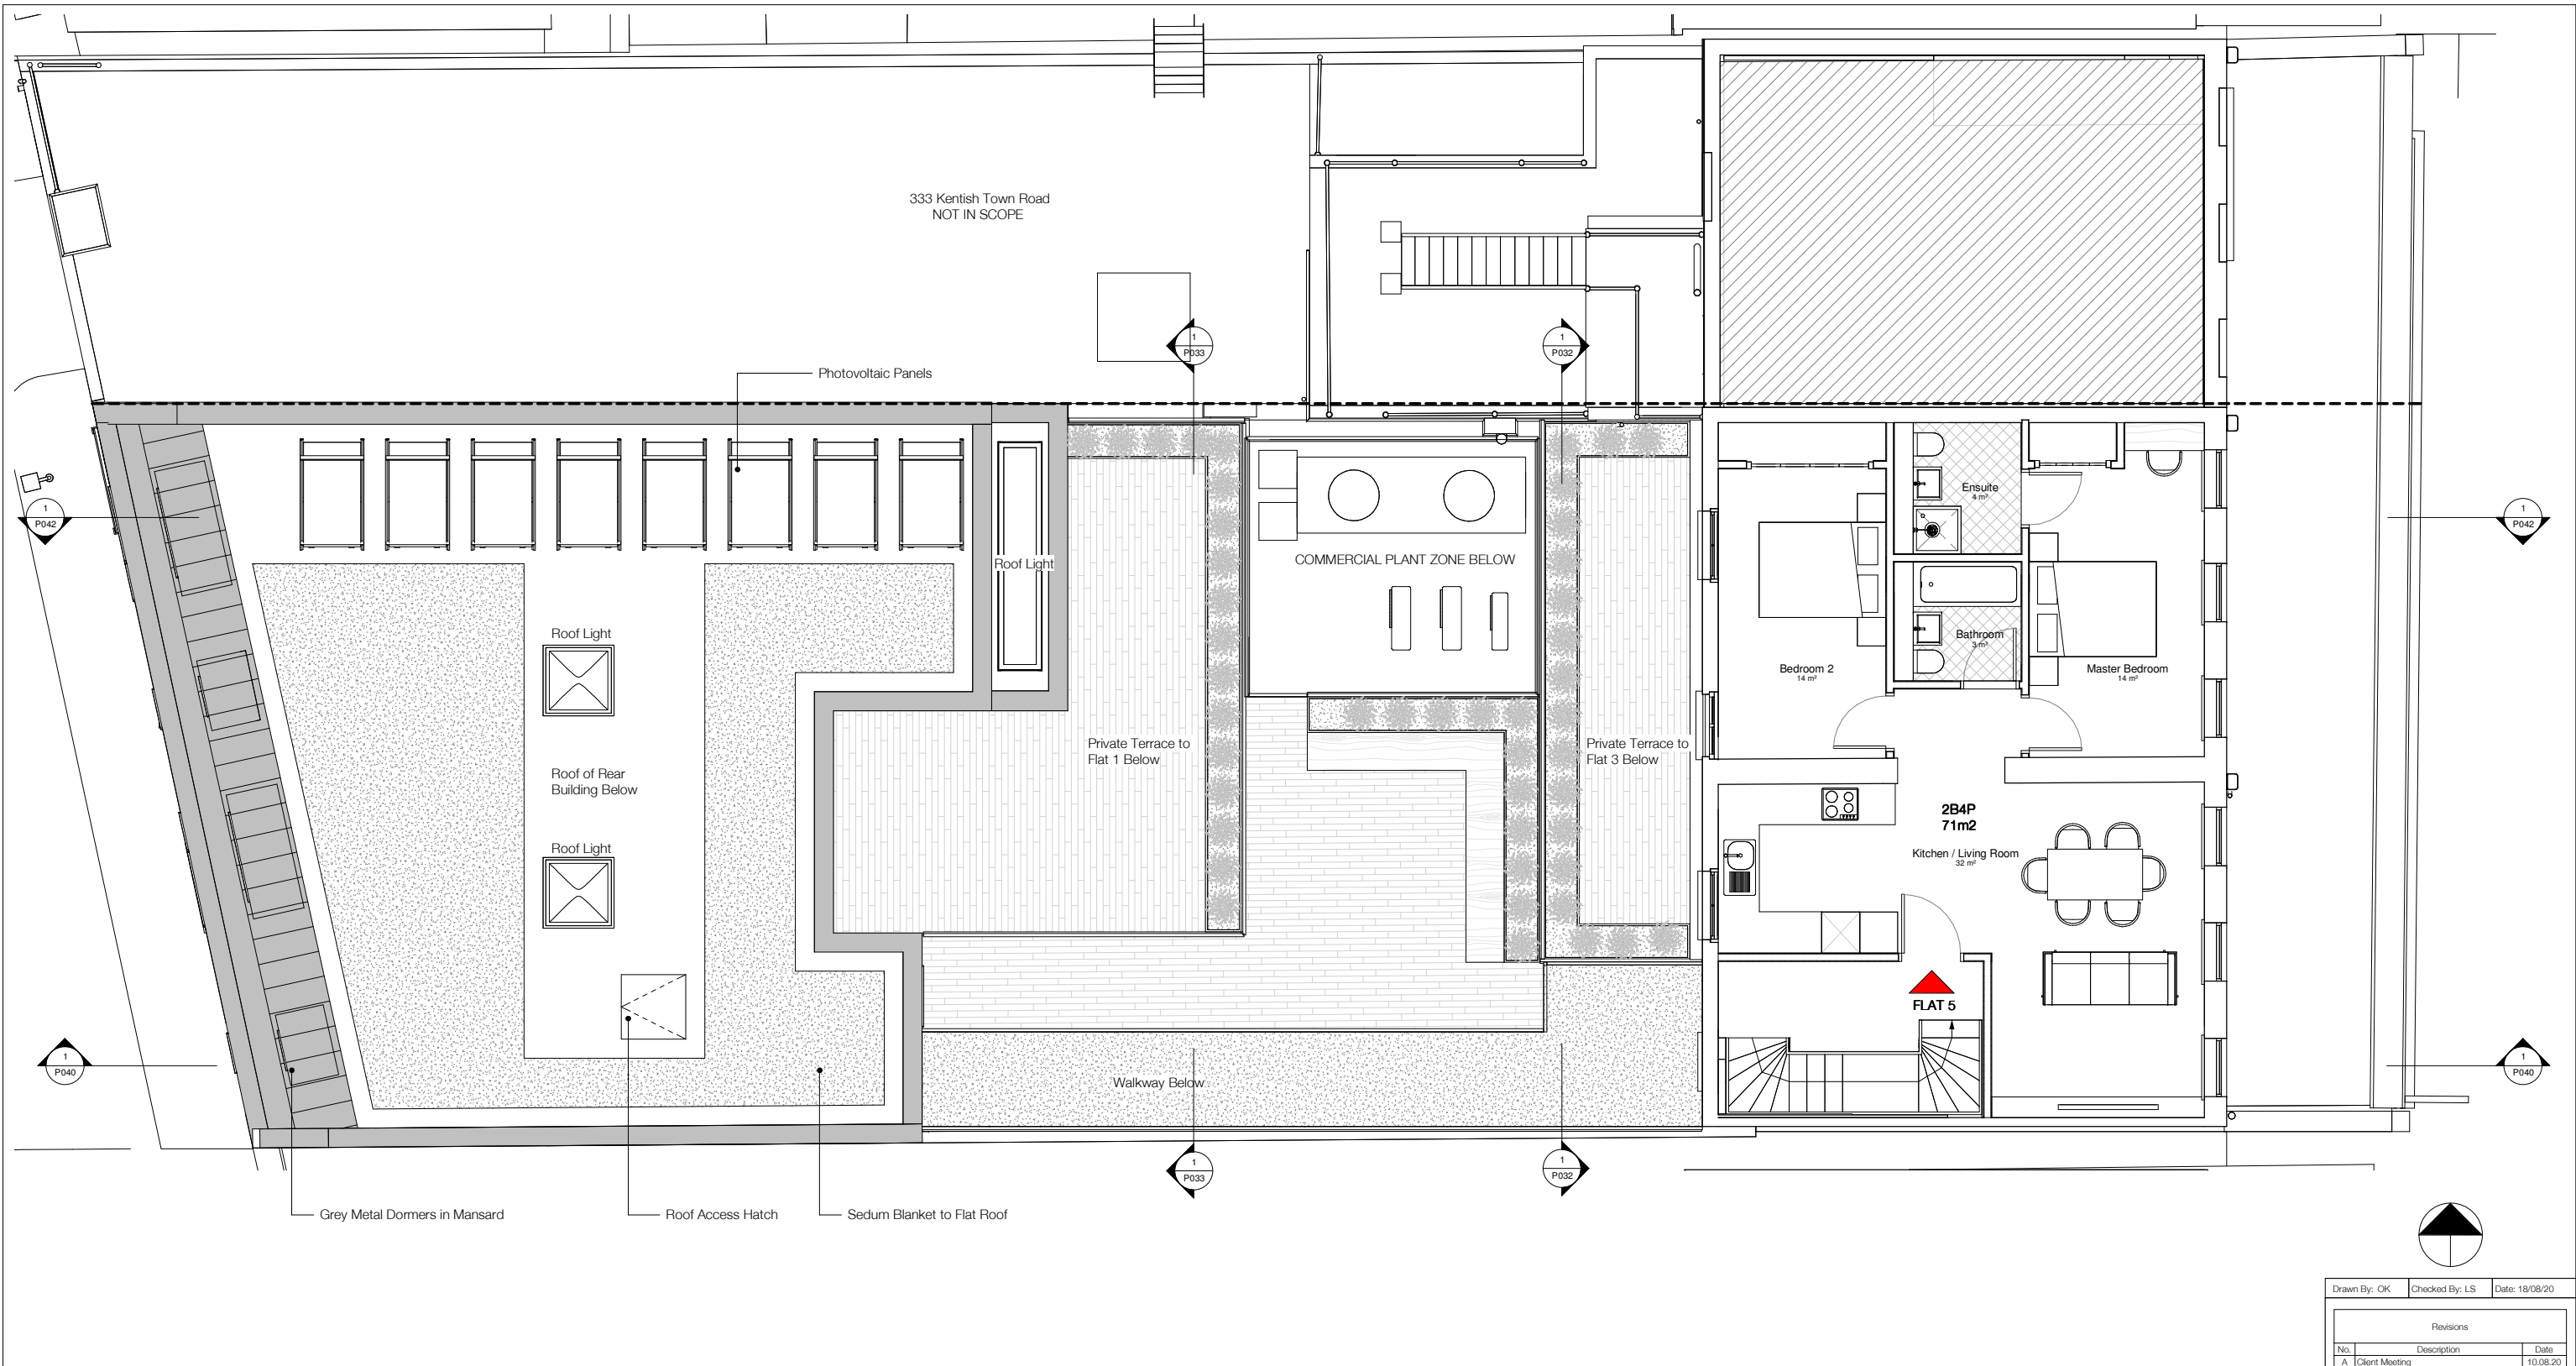 333 Kentish Town Road
NOT IN SCOPE
1
P033
1
P032
Photovoltaic Panels
1
P042
Ensuite
4 m²
1
P042
COMMERCIAL PLANT ZONE BELOW
Roof Light
Roof Light
Bathroom
3 m²
Bedroom 2
14 m²
Master Bedroom
14 m²
Private Terrace to
Flat 1 Below
Private Terrace to
Flat 3 Below
Roof of Rear
Building Below
2B4P
71m2
Roof Light
Kitchen / Living Room
32 m²
FLAT 5
1
P040
1
P040
Walkway Below
1
P033
1
P032
Grey Metal Dormers in Mansard
Roof Access Hatch
Sedum Blanket to Flat Roof
Drawn By: OK
Checked By: LS
Date: 18/08/20
Revisions
No.
Description
Date
A
Client Meeting
10.08.20